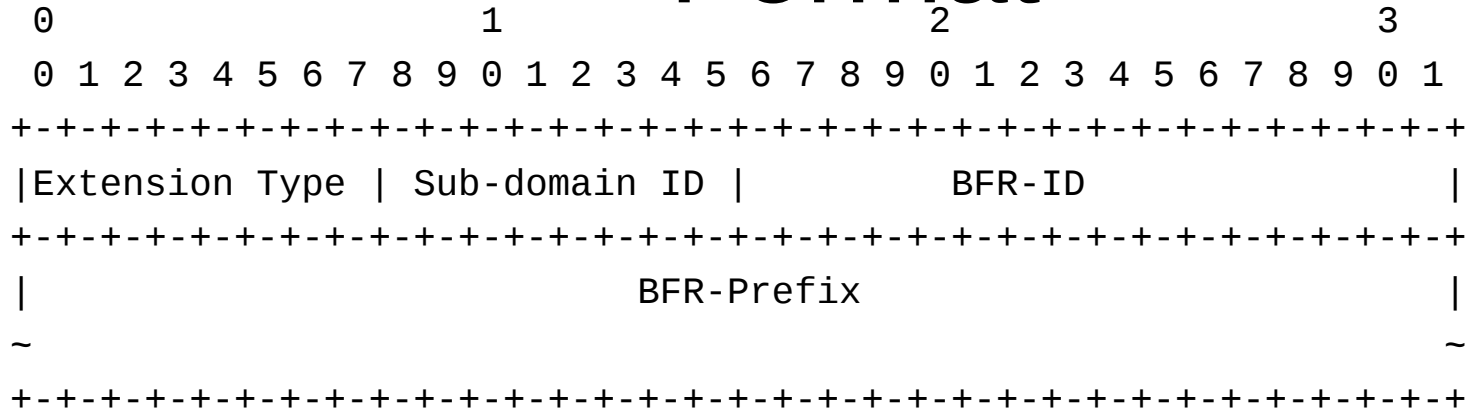 Format
 0                   1                   2                   3
 0 1 2 3 4 5 6 7 8 9 0 1 2 3 4 5 6 7 8 9 0 1 2 3 4 5 6 7 8 9 0 1
+-+-+-+-+-+-+-+-+-+-+-+-+-+-+-+-+-+-+-+-+-+-+-+-+-+-+-+-+-+-+-+-+
|Extension Type | Sub-domain ID |         BFR-ID                |
+-+-+-+-+-+-+-+-+-+-+-+-+-+-+-+-+-+-+-+-+-+-+-+-+-+-+-+-+-+-+-+-+
|                           BFR-Prefix                          |
~                                                               ~
+-+-+-+-+-+-+-+-+-+-+-+-+-+-+-+-+-+-+-+-+-+-+-+-+-+-+-+-+-+-+-+-+